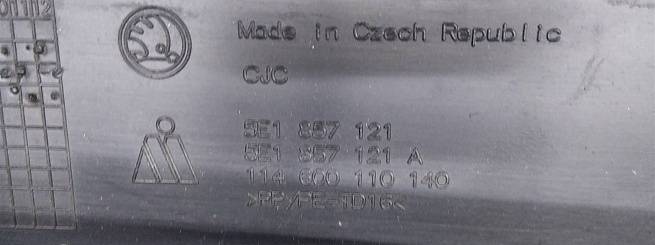 Made in Czech Republic
CJC
5E1 857 121
5E1 857 121 A
114 600 110 140
>PP/PE-TD16<